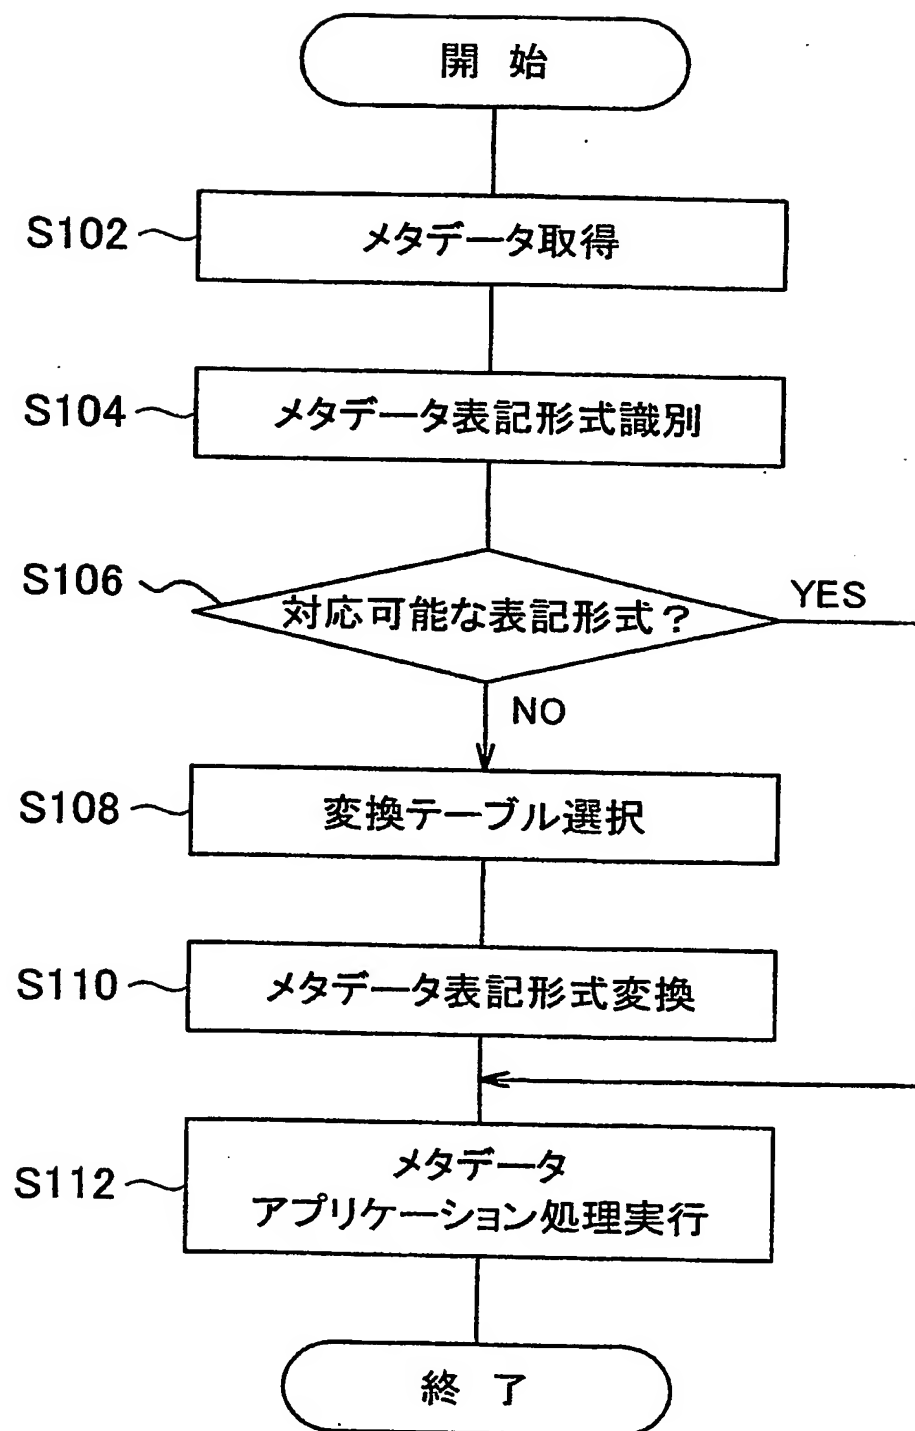 開 始
S102
メタデータ取得
S104
メタデータ表記形式識別
S106
対応可能な表記形式?
YES
NO
S108
変換テーブル選択
S110
メタデータ表記形式変換
S112
メタデータ
アプリケーション処理実行
終 了